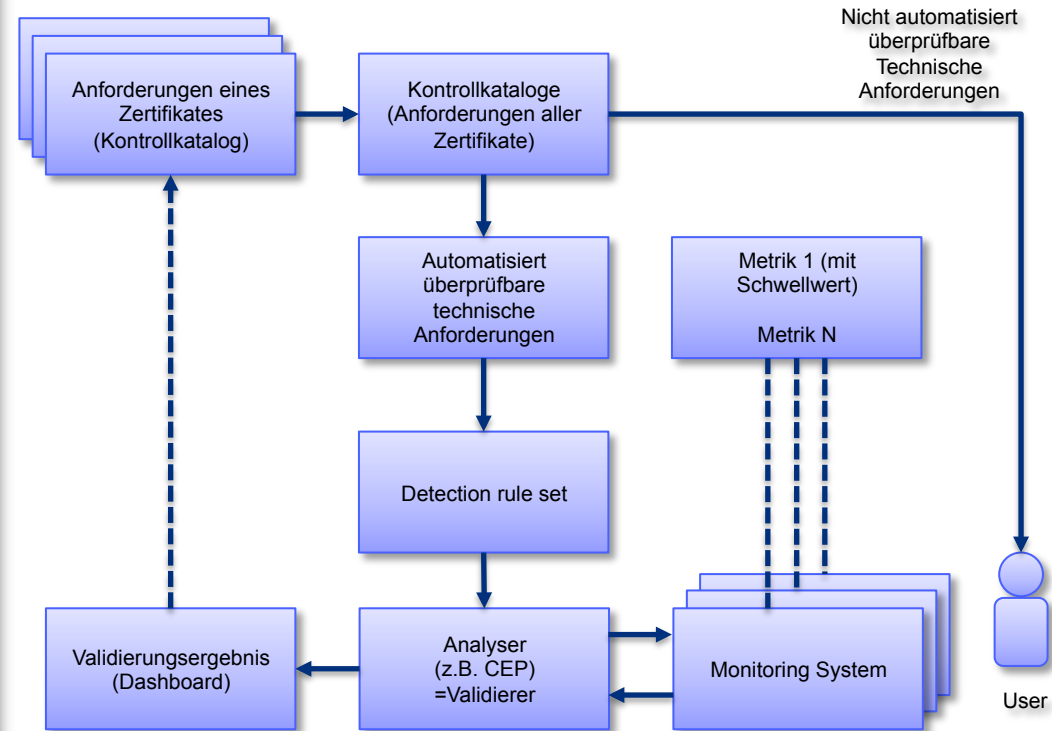 Nicht automatisiert
überprüfbare
Technische
Anforderungen
Anforderungen eines
Zertifikates
(Kontrollkatalog)
Kontrollkataloge
(Anforderungen aller
Zertifikate)
Automatisiert
überprüfbare
technische
Anforderungen
Metrik 1 (mit
Schwellwert)
Metrik N
Detection rule set
Validierungsergebnis
(Dashboard)
Analyser
(z.B. CEP)
=Validierer
Monitoring System
User